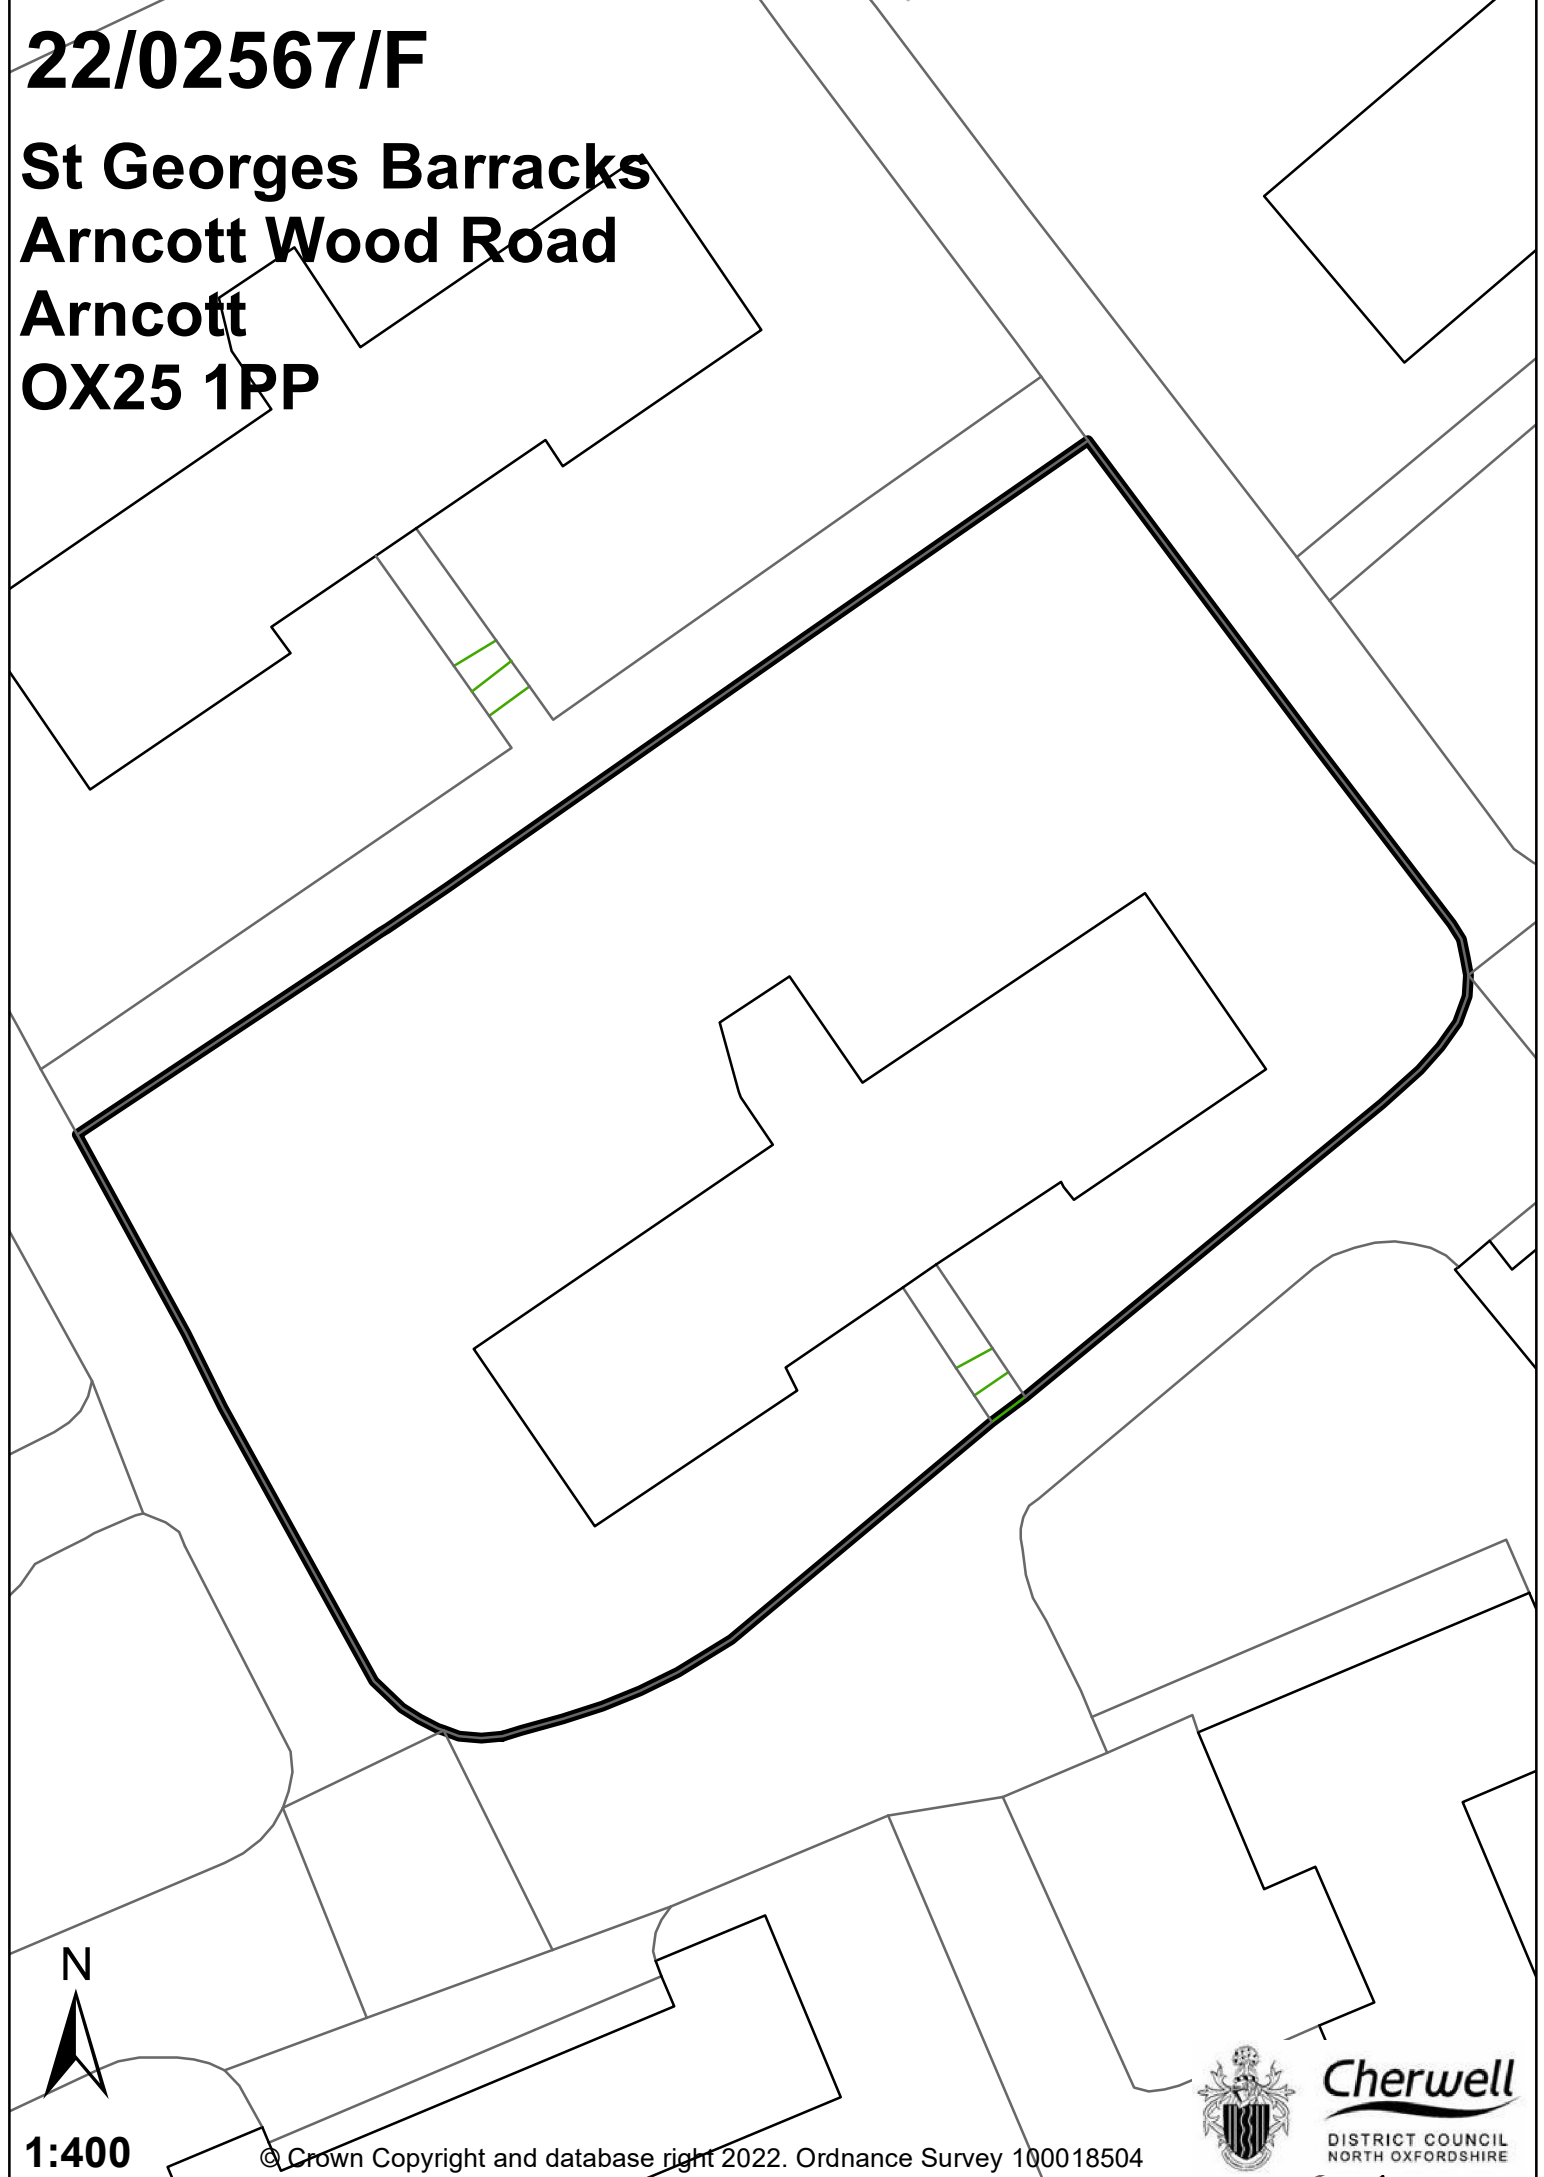 22/02567/F
St Georges Barracks
Arncott Wood Road
Arncott
OX25 1PP
N
1:400
© Crown Copyright and database right 2022. Ordnance Survey 100018504
Cherwell
DISTRICT COUNCIL
NORTH OXFORDSHIRE